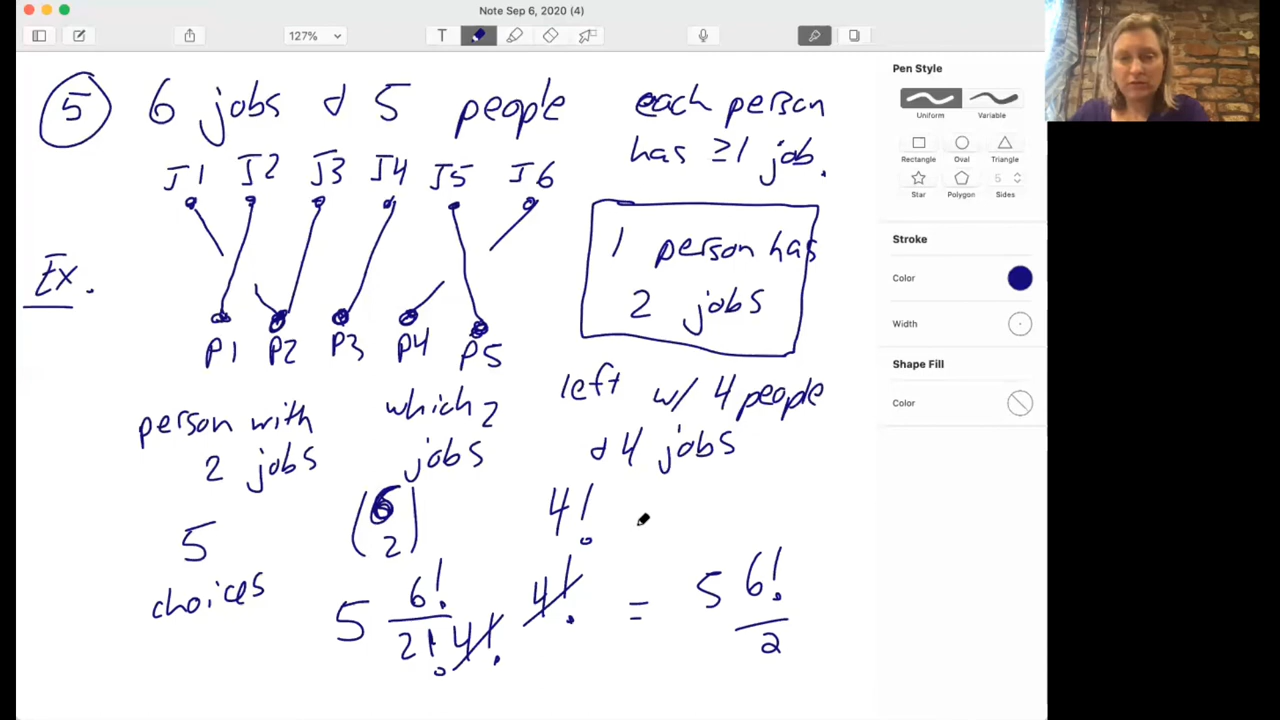 Note Sep 6, 2020 (4)
127%
T
5 6 jobs & 5 people each person
has ≥1 job.
J1 J2 J3 J4 J5 J6
1 person has
2 jobs
Ex.
P1 P2 P3 P4 P5
person with
2 jobs
which 2
jobs
left w/ 4 people
& 4 jobs
5
choices
(6 2)
4!
5 6!/2!4! 4! = 5 6!/2
Pen Style
Uniform Variable
Rectangle Oval Triangle
5
Star Polygon Sides
Stroke
Color
Width
Shape Fill
Color